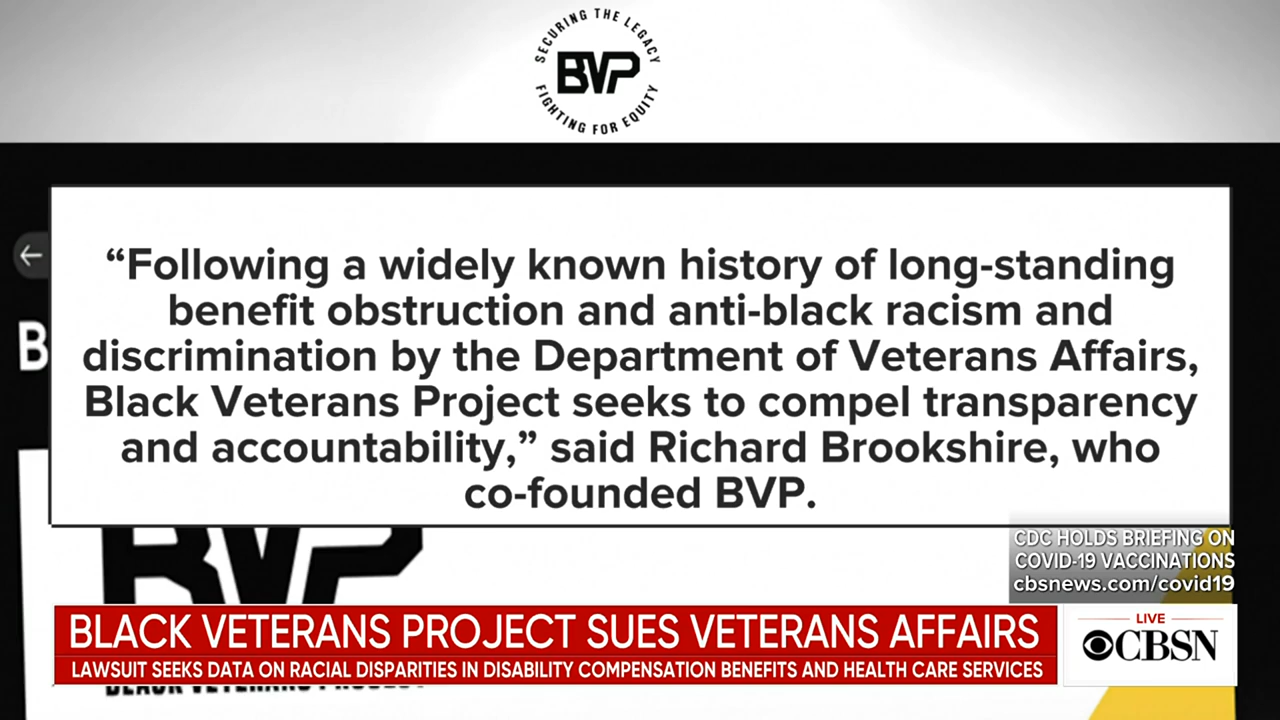 SECURING THE LEGACY
BVP
FIGHTING FOR EQUITY
“Following a widely known history of long-standing
benefit obstruction and anti-black racism and
discrimination by the Department of Veterans Affairs,
Black Veterans Project seeks to compel transparency
and accountability,” said Richard Brookshire, who
co-founded BVP.
B
BVP
CDC HOLDS BRIEFING ON
COVID-19 VACCINATIONS
cbsnews.com/covid19
BLACK VETERANS PROJECT SUES VETERANS AFFAIRS
LAWSUIT SEEKS DATA ON RACIAL DISPARITIES IN DISABILITY COMPENSATION BENEFITS AND HEALTH CARE SERVICES
LIVE
CBSN